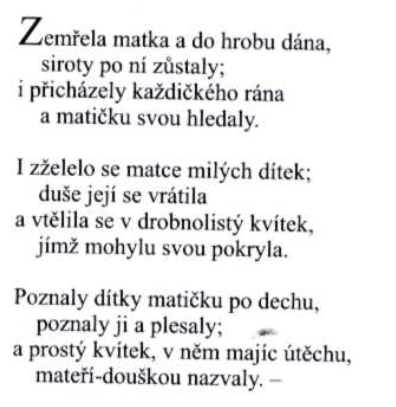 Zemřela matka a do hrobu dána,
siroty po ní zůstaly;
i přicházely každičkého rána
a matičku svou hledaly.
I zželelo se matce milých dítek;
duše její se vrátila
a vtělila se v drobnolistý kvítek,
jímž mohylu svou pokryla.
Poznaly dítky matičku po dechu,
poznaly ji a plesaly;
a prostý kvítek, v něm majíc útěchu,
mateří-douškou nazvaly. –